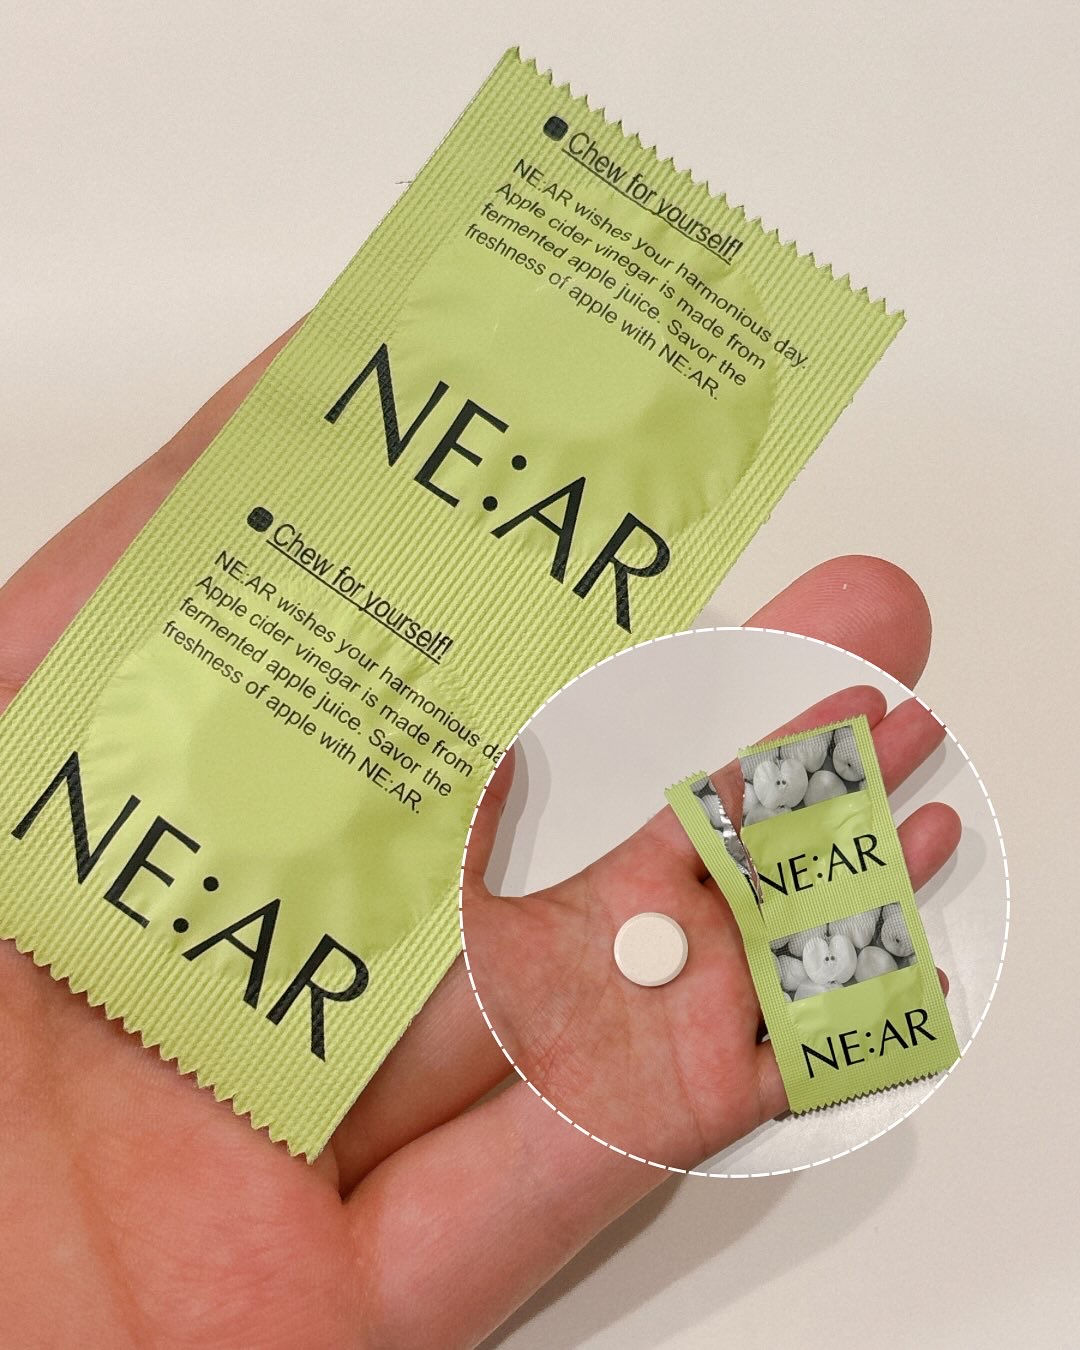 Chew for yourself!
NE:AR wishes your harmonious day.
Apple cider vinegar is made from
fermented apple juice. Savor the
freshness of apple with NE:AR.
NE:AR
Chew for yourself!
NE:AR wishes your harmonious
Apple cider vinegar is made from
fermented apple juice. Savor the
freshness of apple with NE:AR.
NE:AR
NE:AR
NE:AR